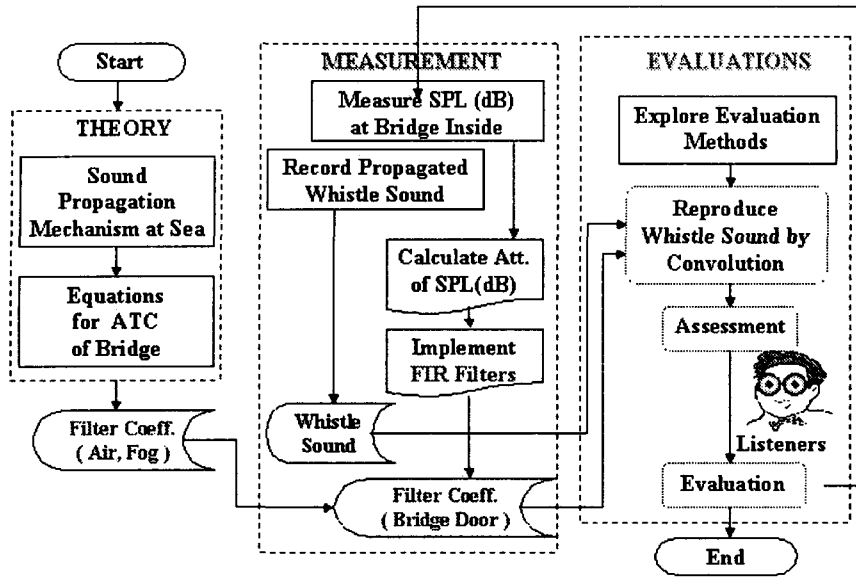 Start
THEORY
Sound
Propagation
Mechanism at Sea
Equations
for ATC
of Bridge
Filter Coeff.
( Air, Fog )
MEASUREMENT
Measure SPL (dB)
at Bridge Inside
Record Propagated
Whistle Sound
Calculate Att.
of SPL(dB)
Implement
FIR Filters
Whistle
Sound
Filter Coeff.
( Bridge Door )
EVALUATIONS
Explore Evaluation
Methods
Reproduce
Whistle Sound by
Convolution
Assessment
Listeners
Evaluation
End